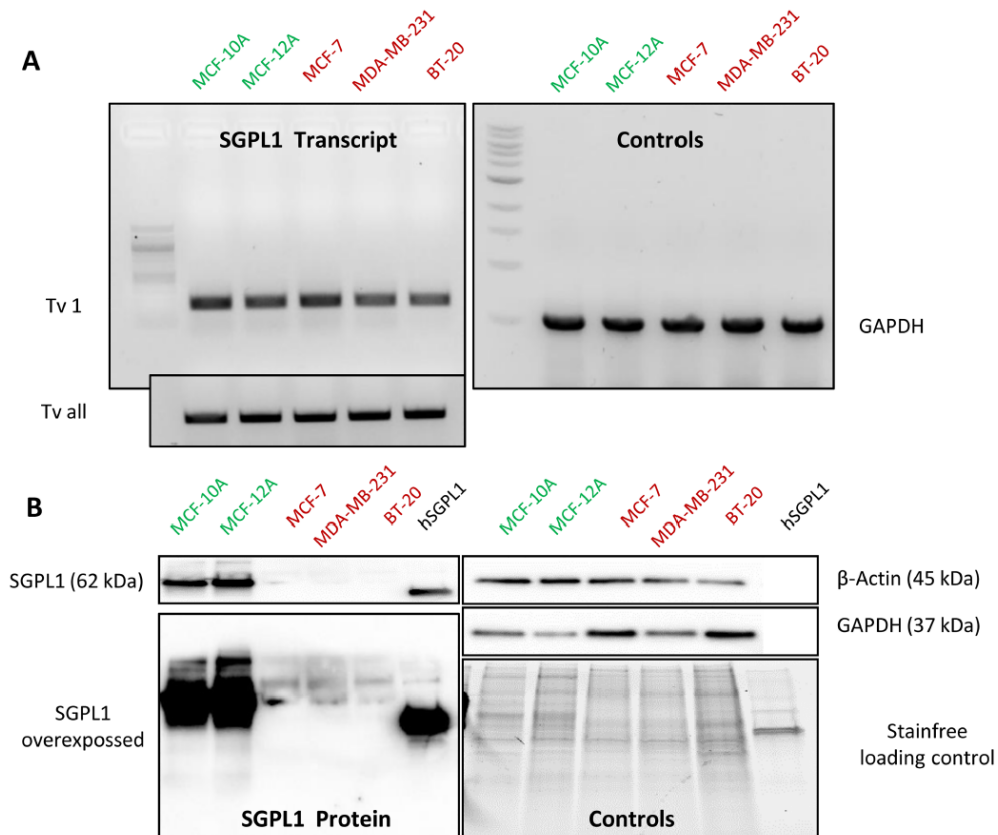 A
MCF-10A
MCF-12A
MCF-7
MDA-MB-231
BT-20
MCF-10A
MCF-12A
MCF-7
MDA-MB-231
BT-20
SGPL1 Transcript
Controls
Tv 1
GAPDH
Tv all
B
MCF-10A
MCF-12A
MCF-7
MDA-MB-231
BT-20
hSGPL1
MCF-10A
MCF-12A
MCF-7
MDA-MB-231
BT-20
hSGPL1
SGPL1 (62 kDa)
β-Actin (45 kDa)
GAPDH (37 kDa)
SGPL1
overexpossed
Stainfree
loading control
SGPL1 Protein
Controls